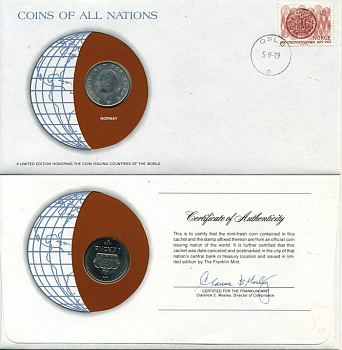 COINS OF ALL NATIONS
NORGE
OSLO
5.9.79
NORWAY
A LIMITED EDITION HONORING THE COIN ISSUING COUNTRIES OF THE WORLD.
Certificate of Authenticity
This is to certify that the mint-fresh coin contained in this
cachet and the stamp affixed thereon are from an official coin
issuing nation of the world. It is further certified that this
cachet was date-canceled and postmarked in the city of that
nation's central bank or treasury location and issued in lim-
ited edition by The Franklin Mint.
CERTIFIED FOR THE FRANKLIN MINT
Clarence E. Mosley, Director of Compliance